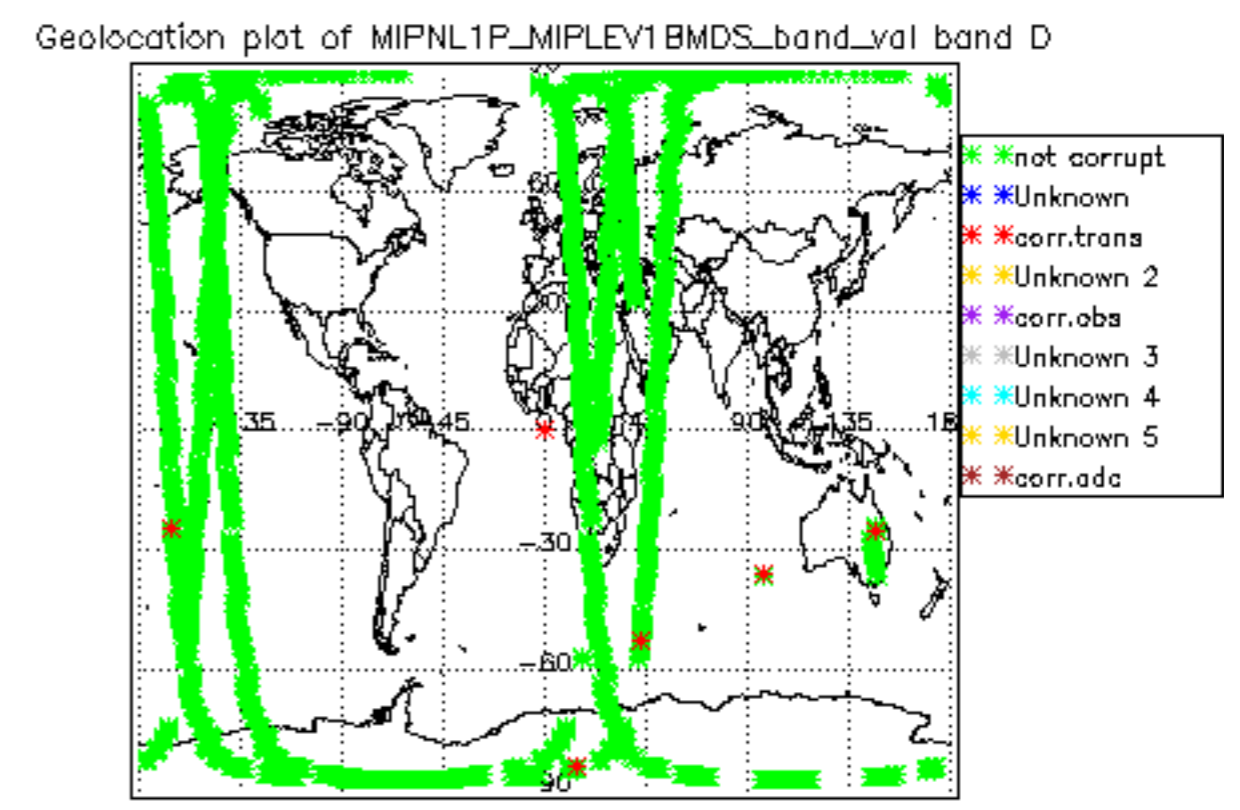 Geolocation plot of MIPNL1P_MIPLEV1BMDS_band_val band D
not corrupt
Unknown
corr.trans
Unknown 2
corr.obs
Unknown 3
Unknown 4
Unknown 5
corr.adc
-90
45
90
135
-30
-60
90